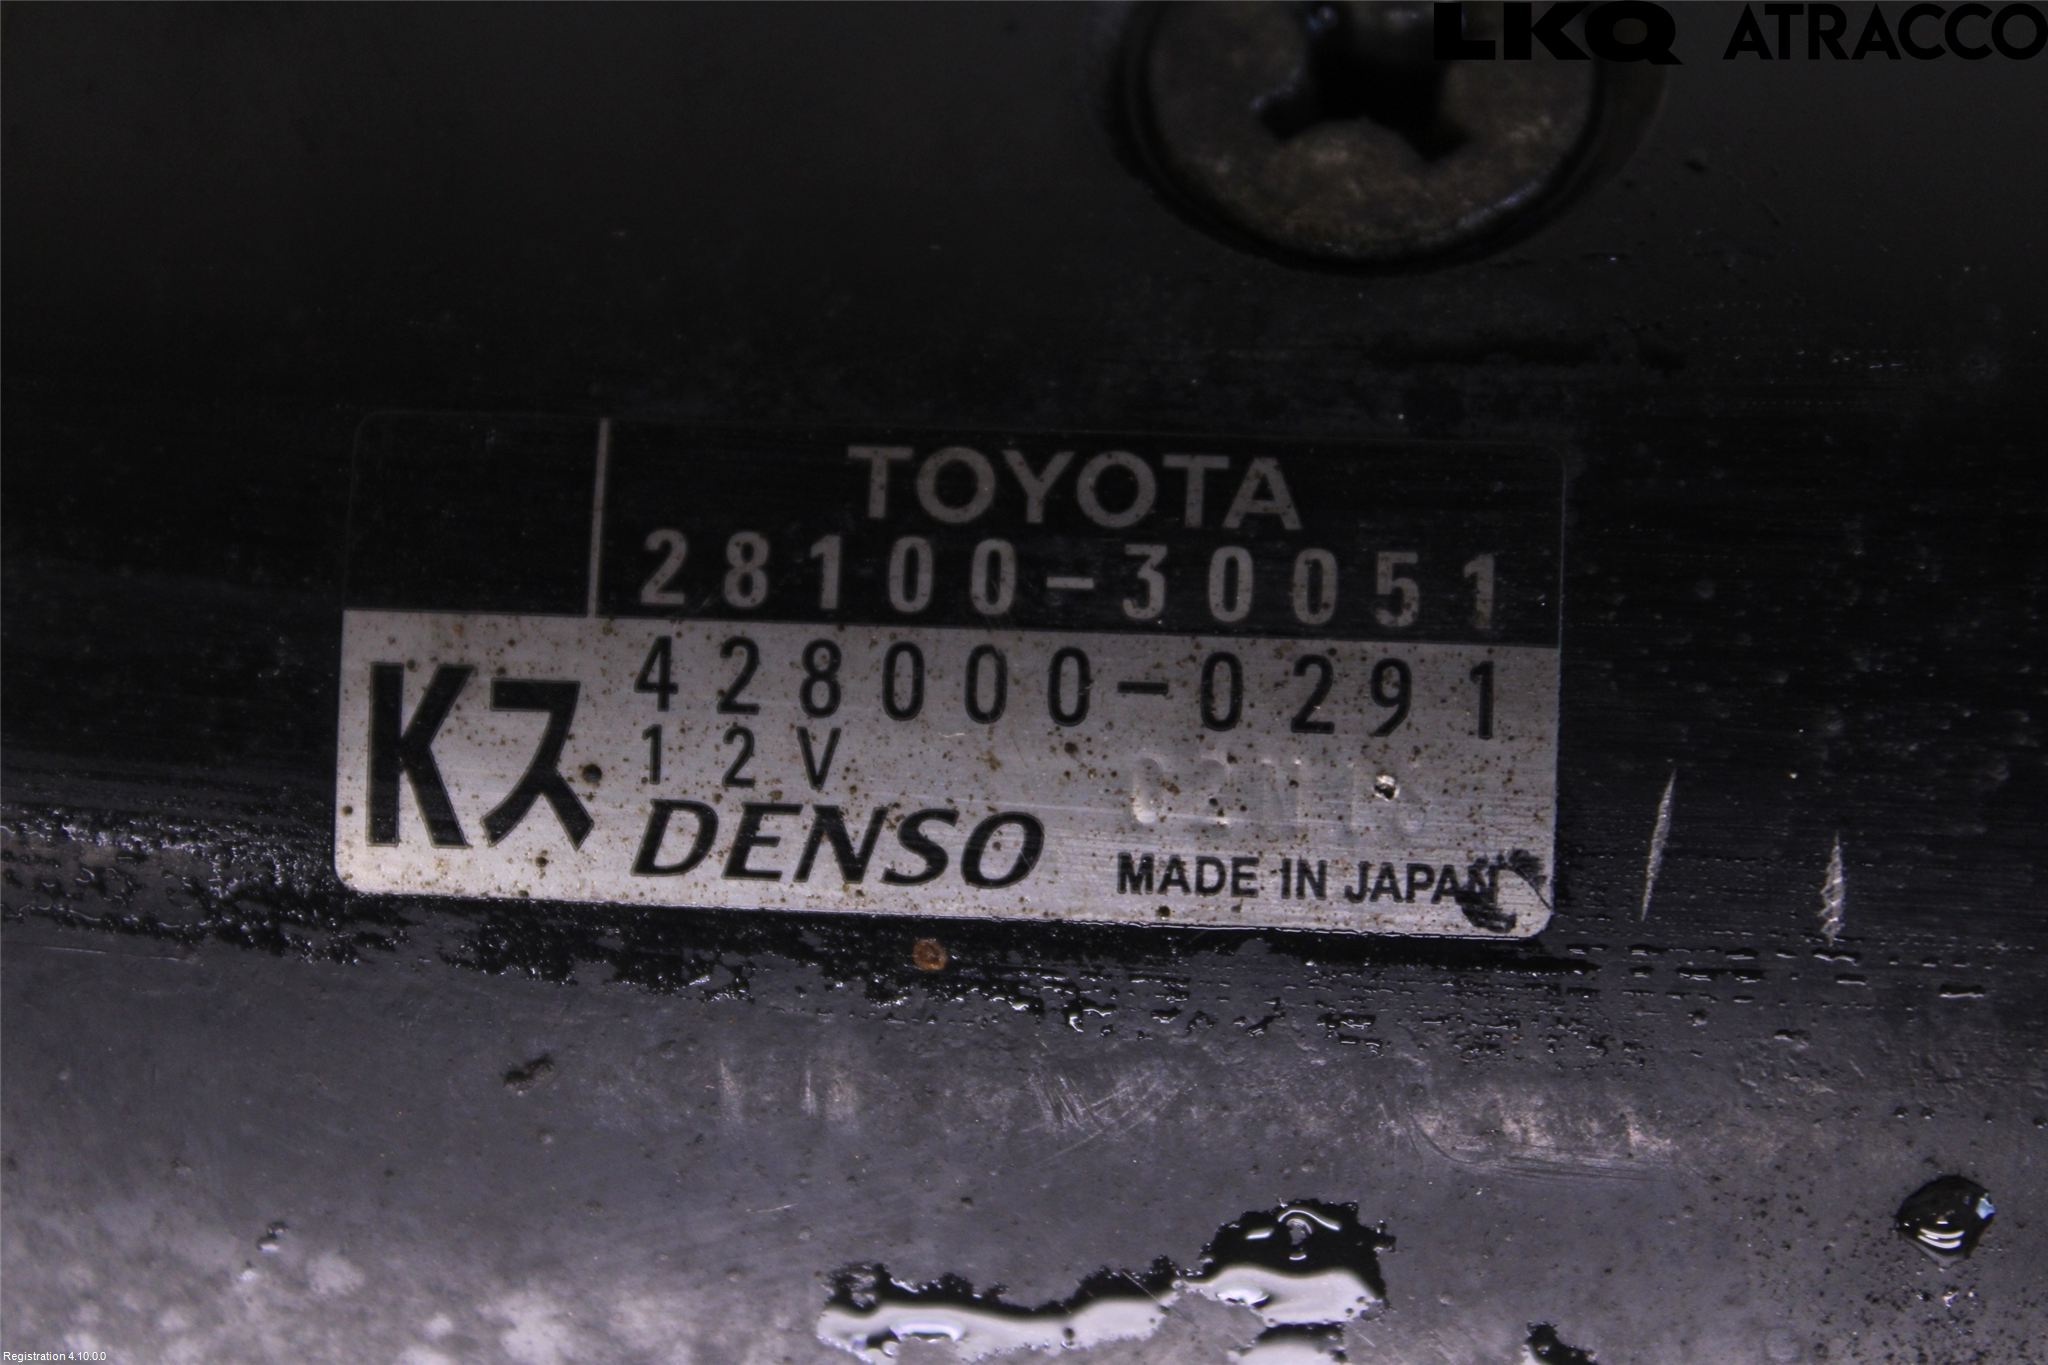 LKQ ATRACCO
TOYOTA
28100-30051
Kス
428000-0291
12V
DENSO
MADE IN JAPAN
Registration 4.10.0.0